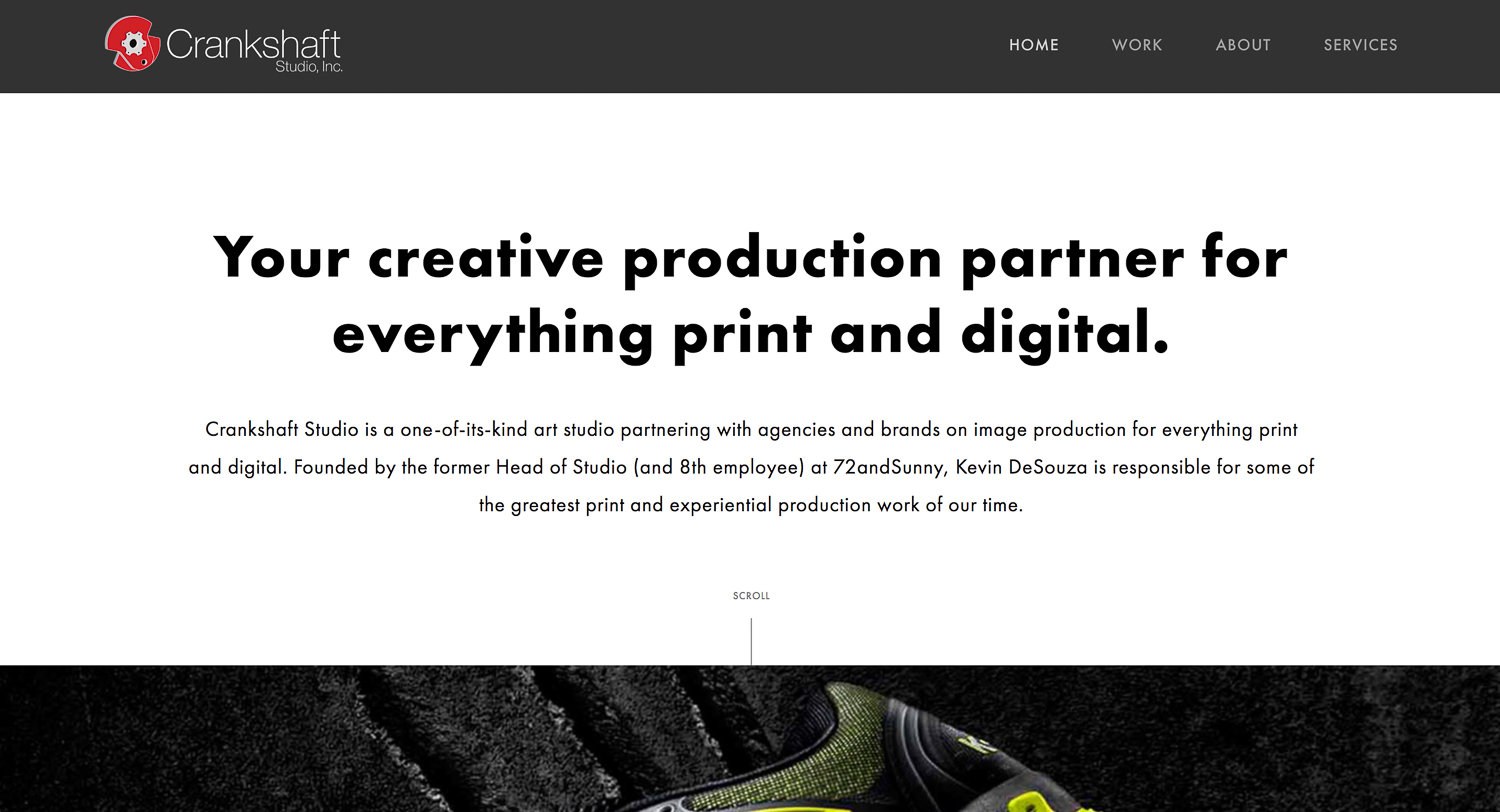 Crankshaft
Studio, Inc.
HOME WORK ABOUT SERVICES
Your creative production partner for
everything print and digital.
Crankshaft Studio is a one-of-its-kind art studio partnering with agencies and brands on image production for everything print
and digital. Founded by the former Head of Studio (and 8th employee) at 72andSunny, Kevin DeSouza is responsible for some of
the greatest print and experiential production work of our time.
SCROLL